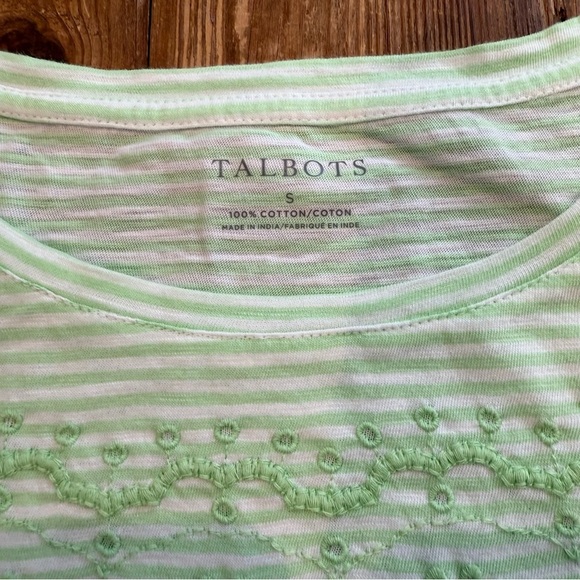 TALBOTS
S
100% COTTON/COTON
MADE IN INDIA/FABRIQUÉ EN INDE